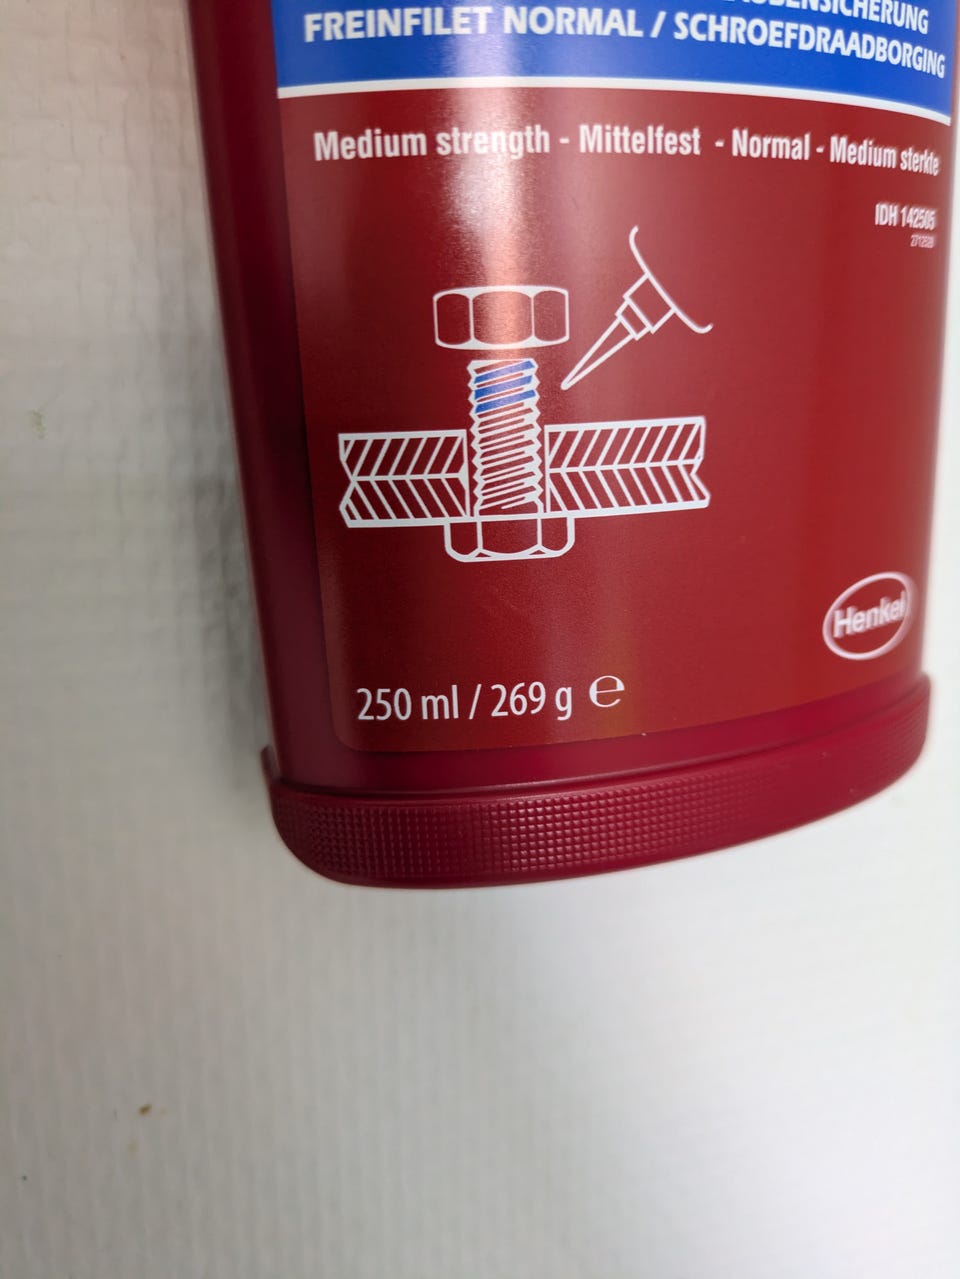 FREINFILET NORMAL / SCHROEFDRAADBORGING
Medium strength - Mittelfest - Normal - Medium sterkte
IDH 142505
Henkel
250 ml / 269 g ℮